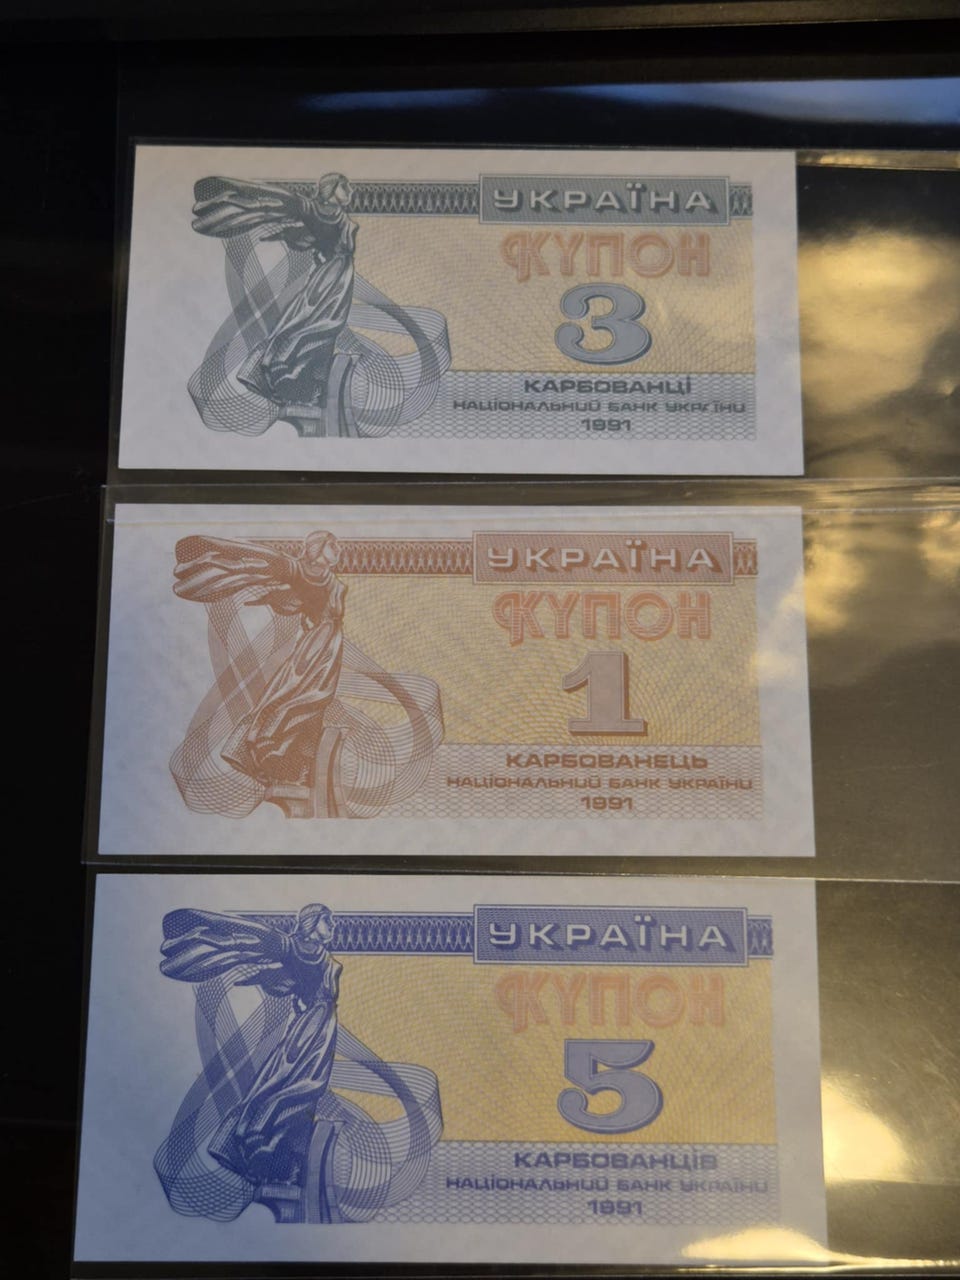 УКРАЇНА
КУПОН
3
КАРБОВАНЦІ
НАЦІОНАЛЬНИЙ БАНК УКРАЇНИ
1991
УКРАЇНА
КУПОН
1
КАРБОВАНЕЦЬ
НАЦІОНАЛЬНИЙ БАНК УКРАЇНИ
1991
УКРАЇНА
КУПОН
5
КАРБОВАНЦІВ
НАЦІОНАЛЬНИЙ БАНК УКРАЇНИ
1991